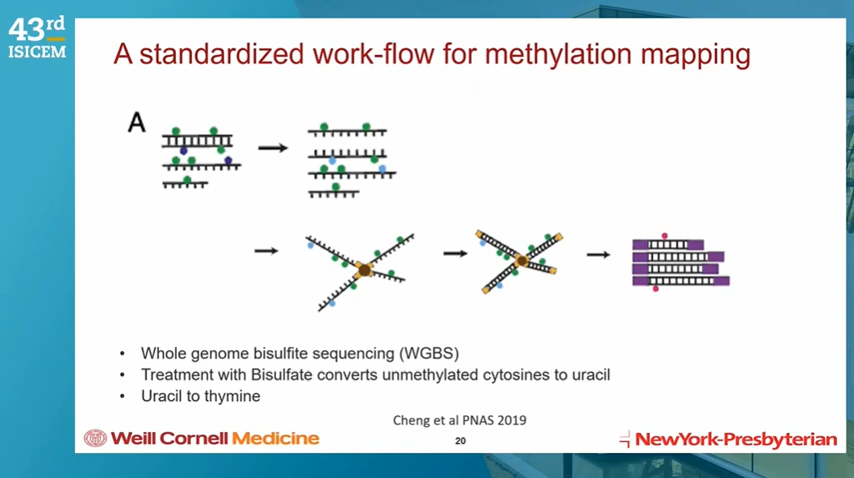 43rd
ISICEM
A standardized work-flow for methylation mapping
A
• Whole genome bisulfite sequencing (WGBS)
• Treatment with Bisulfate converts unmethylated cytosines to uracil
• Uracil to thymine
Cheng et al PNAS 2019
Weill Cornell Medicine
20
NewYork-Presbyterian